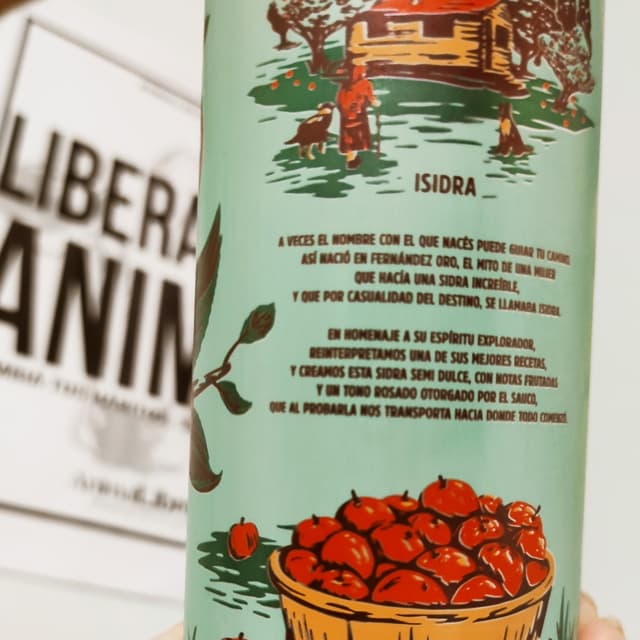 LIBERA
ANIM
ISIDRA
A VECES EL NOMBRE CON EL QUE NACÉS PUEDE GUIAR TU CAMINO.
ASÍ NACIÓ EN FERNÁNDEZ ORO, EL MITO DE UNA MUJER
QUE HACÍA UNA SIDRA INCREÍBLE,
Y QUE POR CASUALIDAD DEL DESTINO, SE LLAMABA ISIDRA.
EN HOMENAJE A SU ESPÍRITU EXPLORADOR,
REINTERPRETAMOS UNA DE SUS MEJORES RECETAS,
Y CREAMOS ESTA SIDRA SEMI DULCE, CON NOTAS FRUTADAS
Y UN TONO ROSADO OTORGADO POR EL SAUCO,
QUE AL PROBARLA NOS TRANSPORTA HACIA DONDE TODO COMENZÓ.